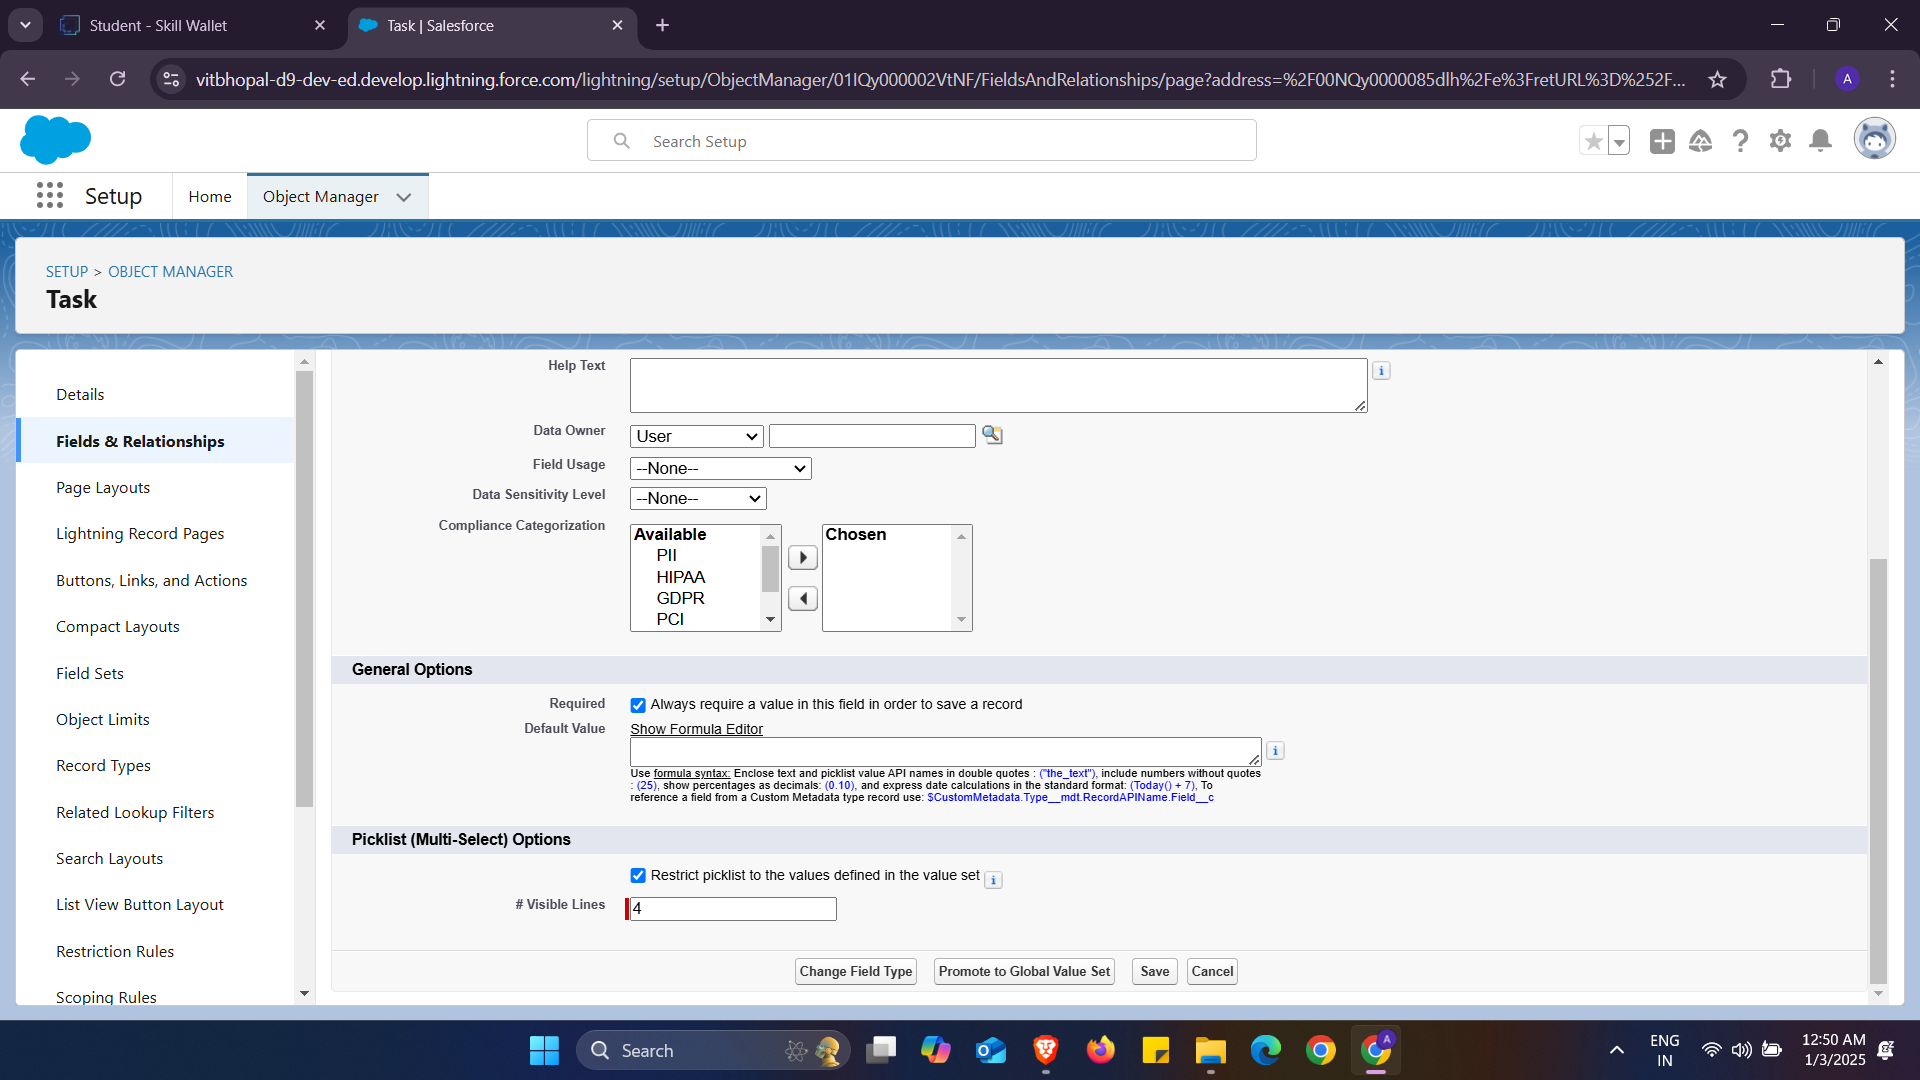 Student - Skill Wallet
Task | Salesforce
vitbhopal-d9-dev-ed.develop.lightning.force.com/lightning/setup/ObjectManager/01IQy000002VtNF/FieldsAndRelationships/page?address=%2F00NQy0000085dlh%2Fe%3FretURL%3D%252F...
A
Search Setup
Setup
Home
Object Manager
SETUP > OBJECT MANAGER
Task
Details
Fields & Relationships
Page Layouts
Lightning Record Pages
Buttons, Links, and Actions
Compact Layouts
Field Sets
Object Limits
Record Types
Related Lookup Filters
Search Layouts
List View Button Layout
Restriction Rules
Scoping Rules
Help Text
i
Data Owner
User
Field Usage
--None--
Data Sensitivity Level
--None--
Compliance Categorization
Available
PII
HIPAA
GDPR
PCI
Chosen
General Options
Required
Always require a value in this field in order to save a record
Default Value
Show Formula Editor
i
Use formula syntax: Enclose text and picklist value API names in double quotes : ("the_text"), include numbers without quotes
: (25), show percentages as decimals: (0.10), and express date calculations in the standard format: (Today() + 7), To
reference a field from a Custom Metadata type record use: $CustomMetadata.Type__mdt.RecordAPIName.Field__c
Picklist (Multi-Select) Options
Restrict picklist to the values defined in the value set
i
# Visible Lines
4
Change Field Type
Promote to Global Value Set
Save
Cancel
Search
A
ENG
IN
12:50 AM
1/3/2025